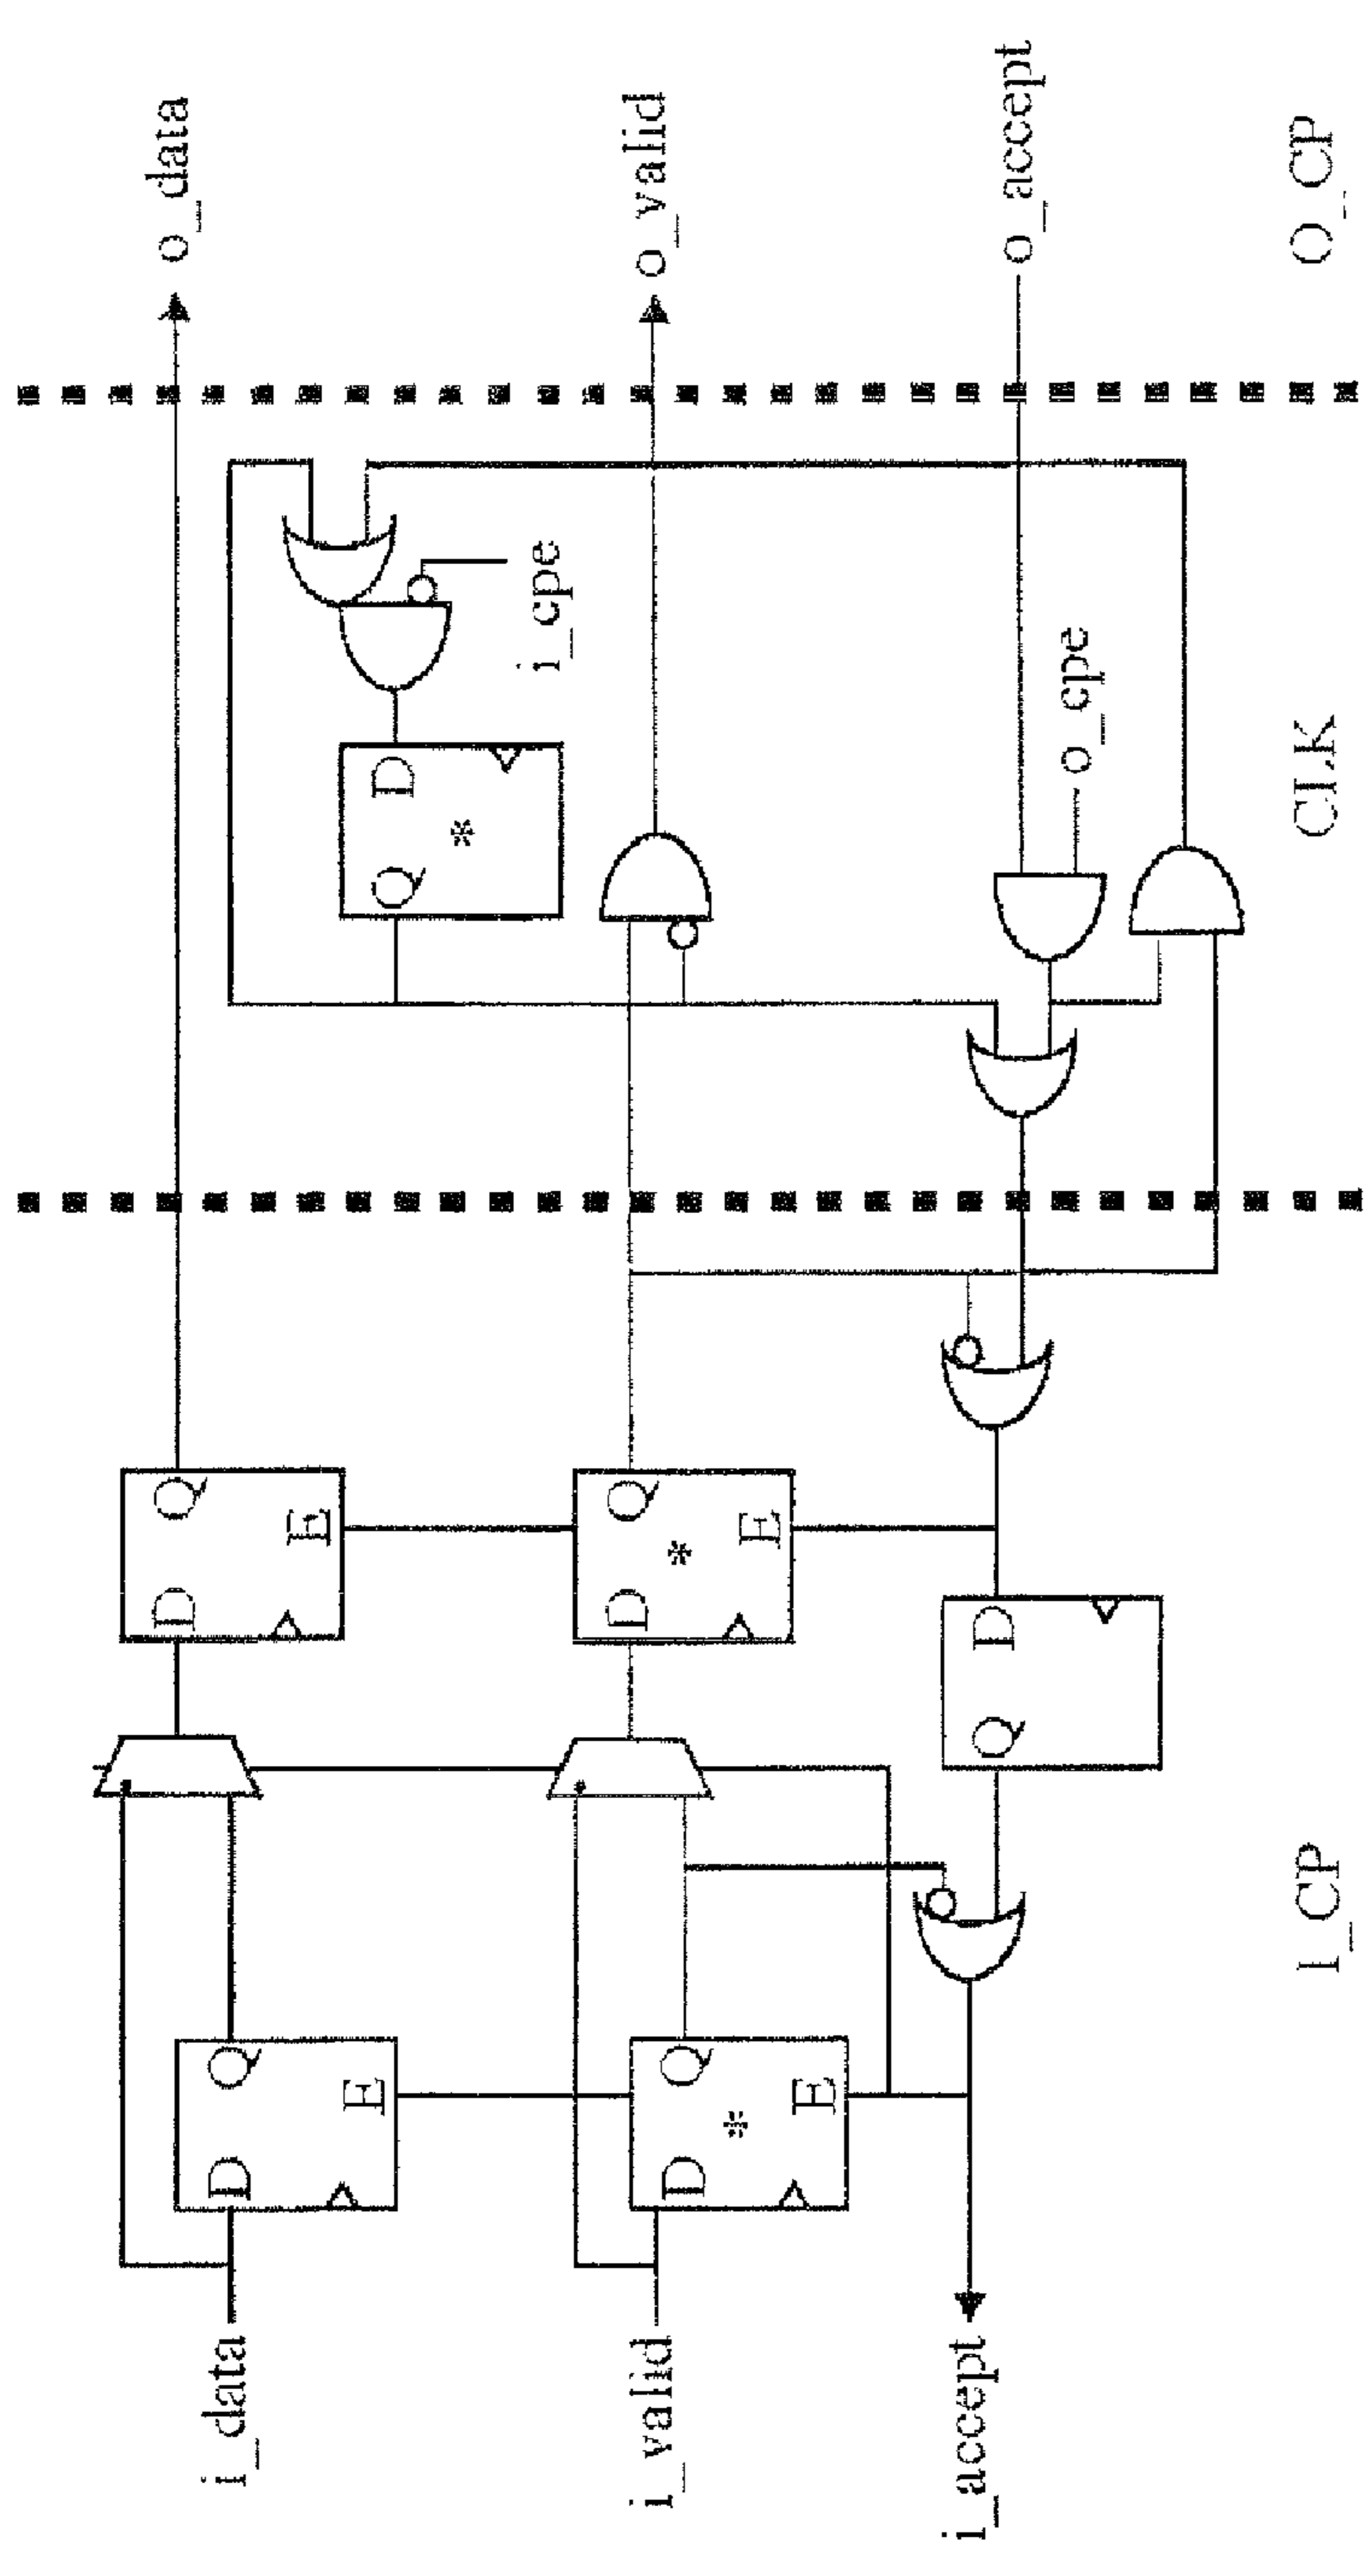 i_data
i_valid
i_accept
D
Q
E
D
Q
*
E
D
Q
E
D
Q
*
E
Q
D
Q
D
*
i_cpe
o_cpe
o_data
o_valid
o_accept
I_CP
CLK
O_CP